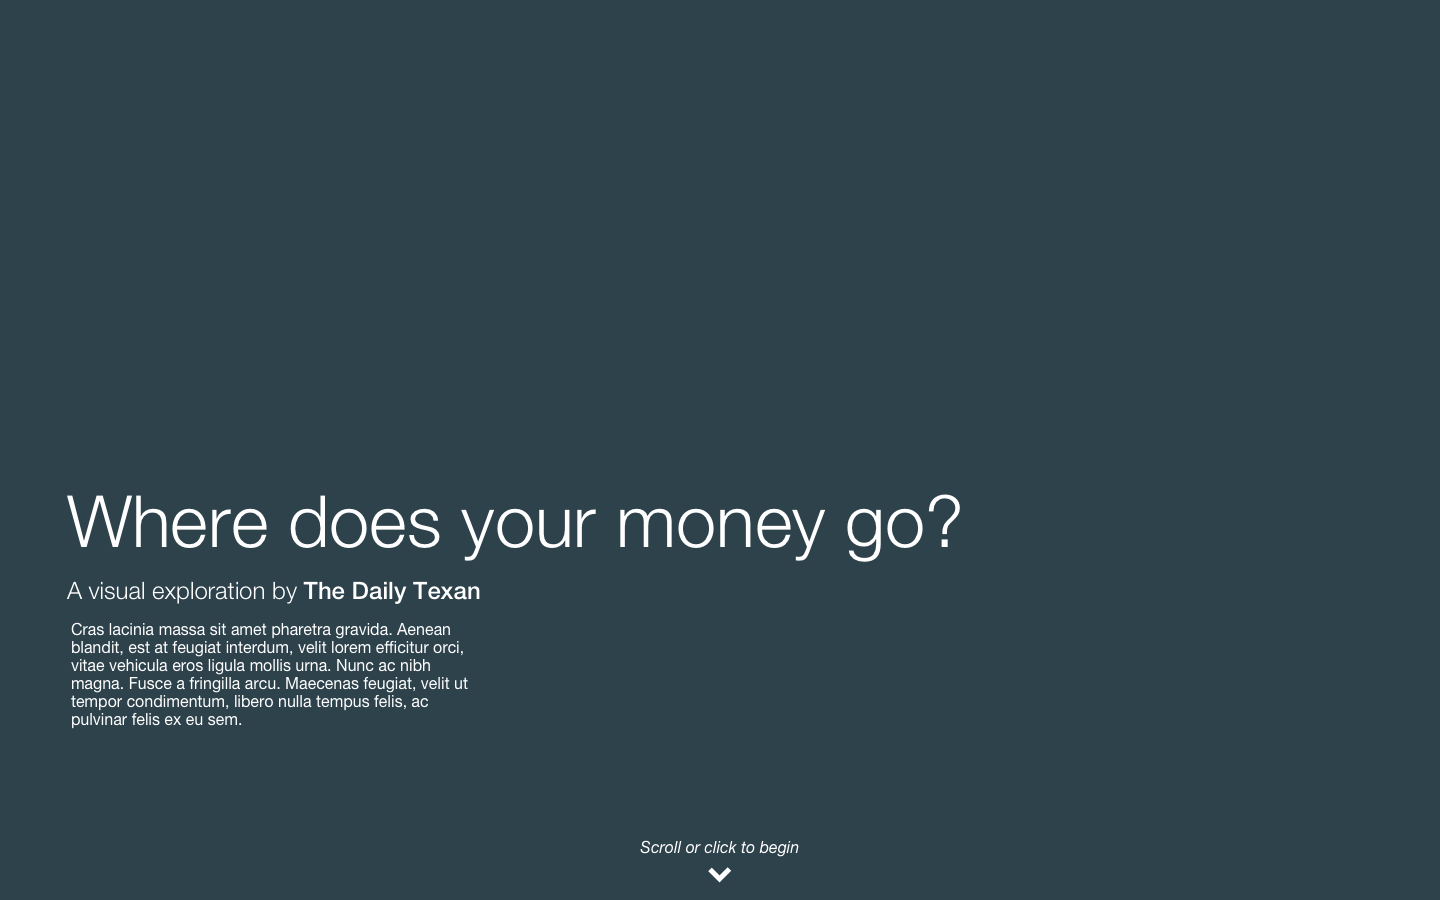 Where does your money go?
A visual exploration by The Daily Texan
Cras lacinia massa sit amet pharetra gravida. Aenean
blandit, est at feugiat interdum, velit lorem efficitur orci,
vitae vehicula eros ligula mollis urna. Nunc ac nibh
magna. Fusce a fringilla arcu. Maecenas feugiat, velit ut
tempor condimentum, libero nulla tempus felis, ac
pulvinar felis ex eu sem.
Scroll or click to begin